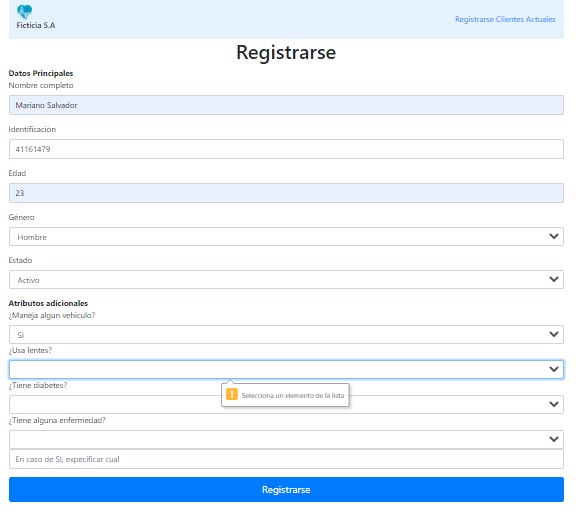 Ficticia S.A
Registrarse Clientes Actuales
Registrarse
Datos Principales
Nombre completo
Mariano Salvador
Identificación
41161479
Edad
23
Género
Hombre
Estado
Activo
Atributos adicionales
¿Maneja algun vehiculo?
Si
¿Usa lentes?
¿Tiene diabetes?
Selecciona un elemento de la lista
¿Tiene alguna enfermedad?
En caso de SI, expecificar cual
Registrarse